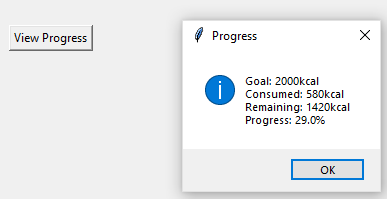 View Progress
Progress
Goal: 2000kcal
Consumed: 580kcal
Remaining: 1420kcal
Progress: 29.0%
OK